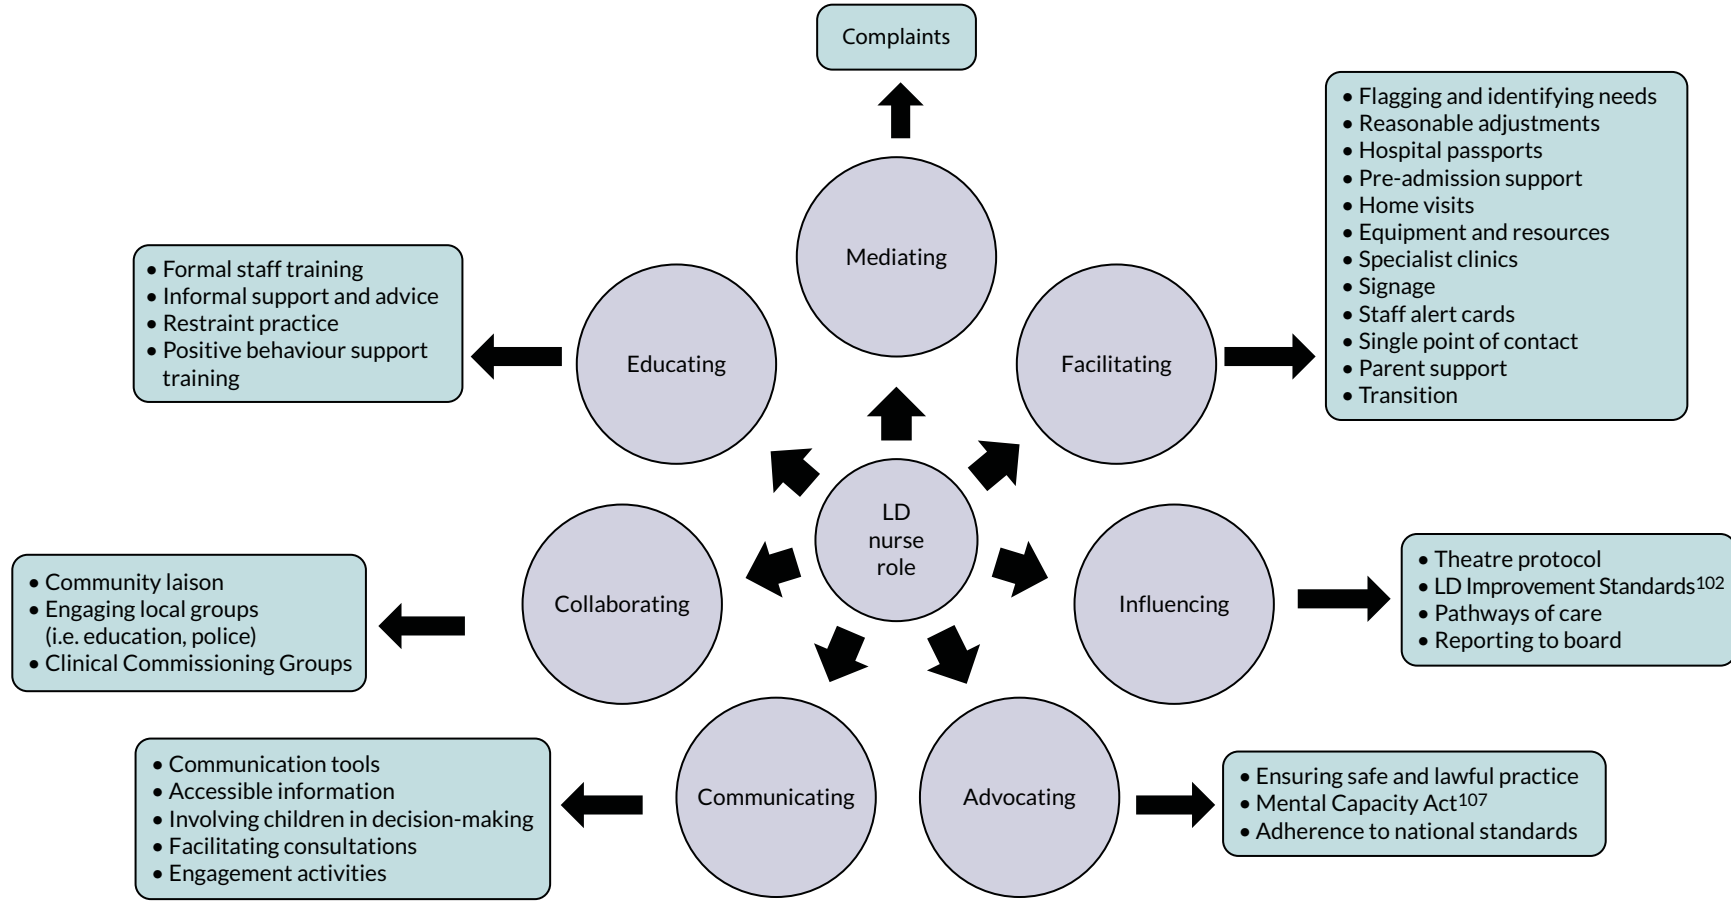 Complaints
• Flagging and identifying needs
• Reasonable adjustments
• Hospital passports
• Pre-admission support
• Home visits
• Equipment and resources
• Specialist clinics
• Signage
• Staff alert cards
• Single point of contact
• Parent support
• Transition
Mediating
• Formal staff training
• Informal support and advice
• Restraint practice
• Positive behaviour support
training
Educating
Facilitating
LD
nurse
role
• Community liaison
• Engaging local groups
(i.e. education, police)
• Clinical Commissioning Groups
Collaborating
Influencing
• Theatre protocol
• LD Improvement Standards102
• Pathways of care
• Reporting to board
• Communication tools
• Accessible information
• Involving children in decision-making
• Facilitating consultations
• Engagement activities
Communicating
Advocating
• Ensuring safe and lawful practice
• Mental Capacity Act107
• Adherence to national standards